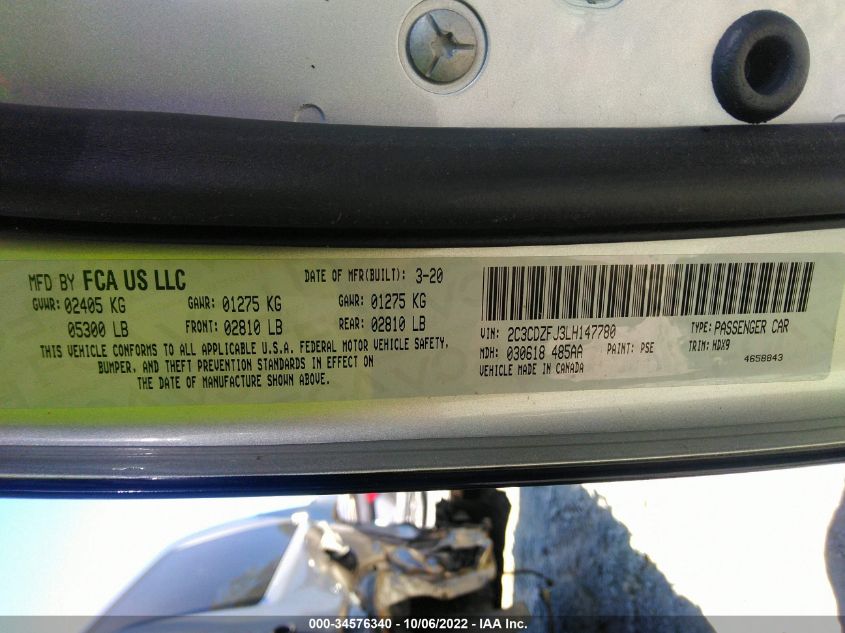 MFD BY FCA US LLC DATE OF MFR(BUILT): 3-20
GVWR: 02405 KG GAWR: 01275 KG GAWR: 01275 KG
05300 LB FRONT: 02810 LB REAR: 02810 LB
THIS VEHICLE CONFORMS TO ALL APPLICABLE U.S.A. FEDERAL MOTOR VEHICLE SAFETY,
BUMPER, AND THEFT PREVENTION STANDARDS IN EFFECT ON
THE DATE OF MANUFACTURE SHOWN ABOVE.
VIN: 2C3CDZFJ3LH147780 TYPE: PASSENGER CAR
MDH: 030618 485AA PAINT: PSE TRIM: HDX9
VEHICLE MADE IN CANADA 4658843
000-34576340 - 10/06/2022 - IAA Inc.